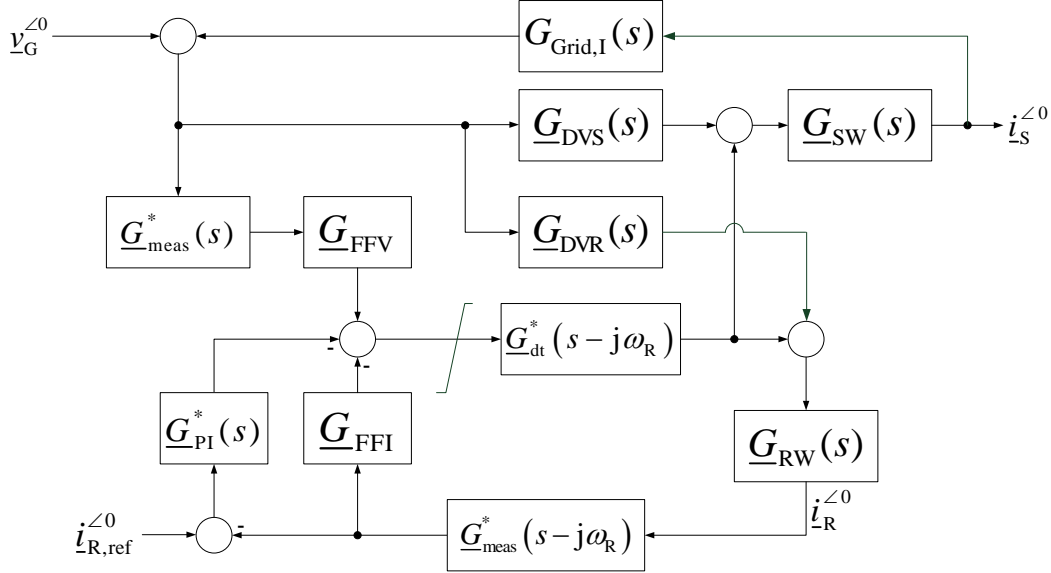 v_G^∠0
G_Grid,I(s)
G_DVS(s)
G_SW(s)
i_S^∠0
G*_meas(s)
G_FFV
G_DVR(s)
-
-
G*_dt(s−jω_R)
G*_PI(s)
G_FFI
G_RW(s)
i_R^∠0
i_R,ref^∠0
-
G*_meas(s−jω_R)